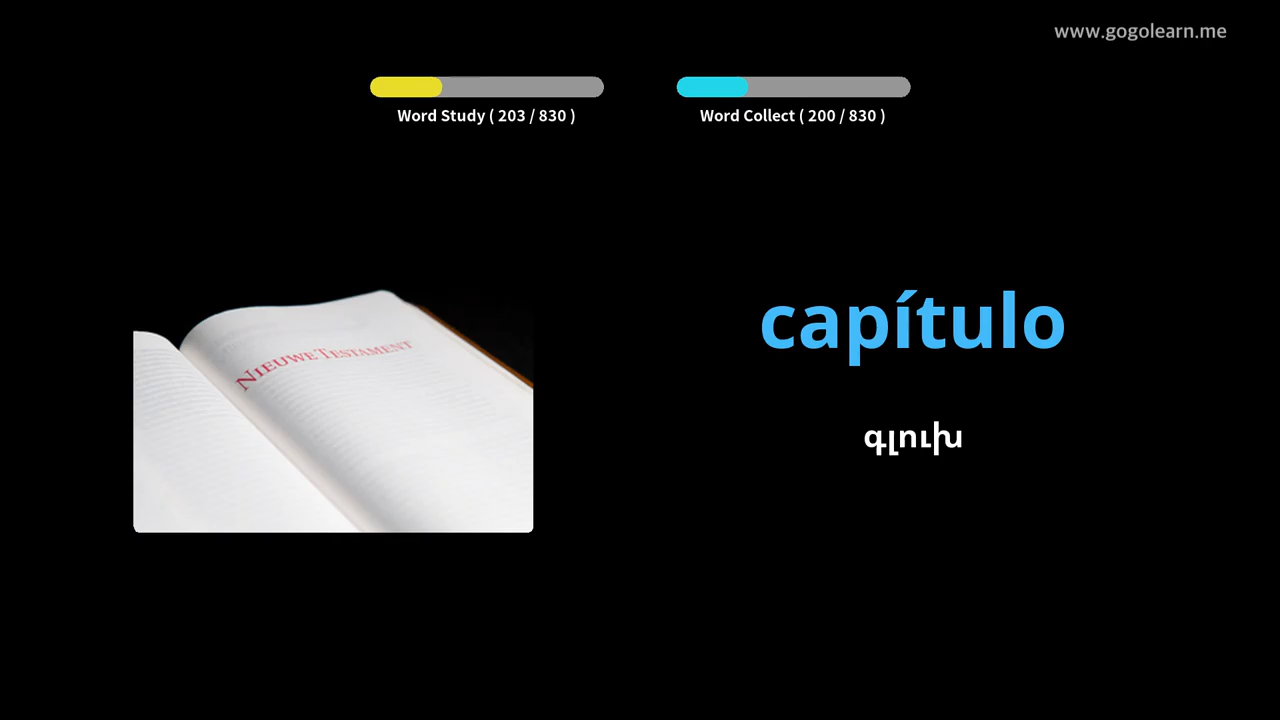 www.gogolearn.me
Word Study ( 203 / 830 )
Word Collect ( 200 / 830 )
NIEUWE TESTAMENT
capítulo
գլուխ